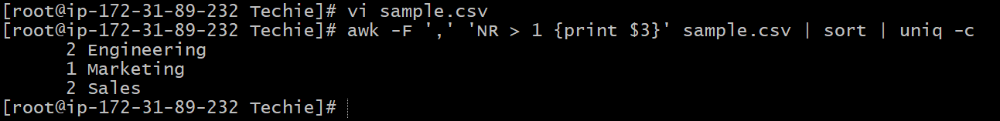 [root@ip-172-31-89-232 Techie]# vi sample.csv
[root@ip-172-31-89-232 Techie]# awk -F ',' 'NR > 1 {print $3}' sample.csv | sort | uniq -c
      2 Engineering
      1 Marketing
      2 Sales
[root@ip-172-31-89-232 Techie]#